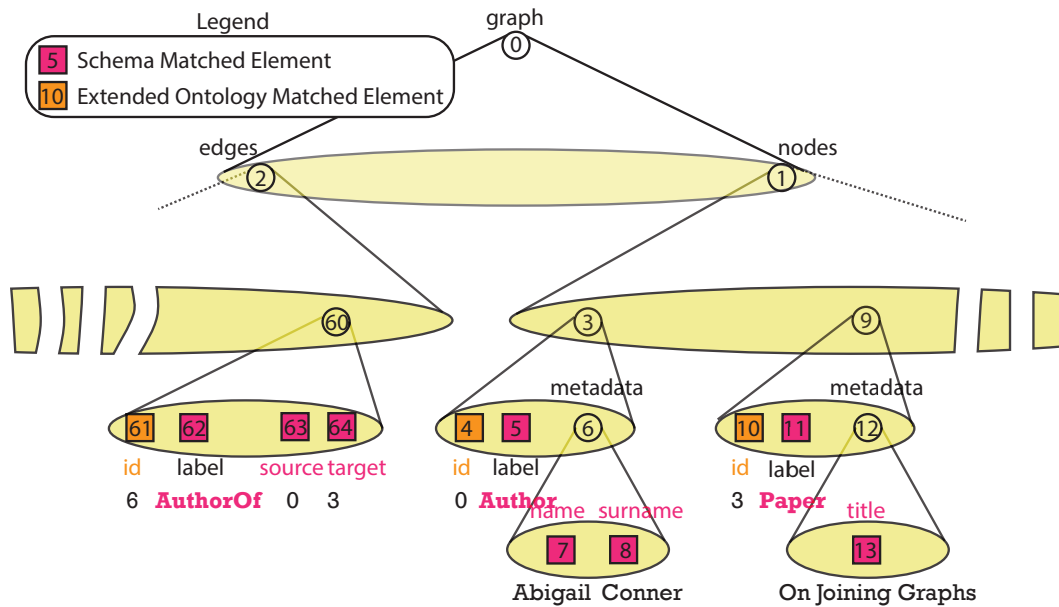 Legend
graph
0
5 Schema Matched Element
10 Extended Ontology Matched Element
edges
nodes
2
1
60
3
9
metadata
metadata
61 62 63 64
4 5 6
10 11 12
id label source target
id label
id label
6 AuthorOf 0 3
0 Author
3 Paper
name surname
title
7 8
13
Abigail Conner
On Joining Graphs